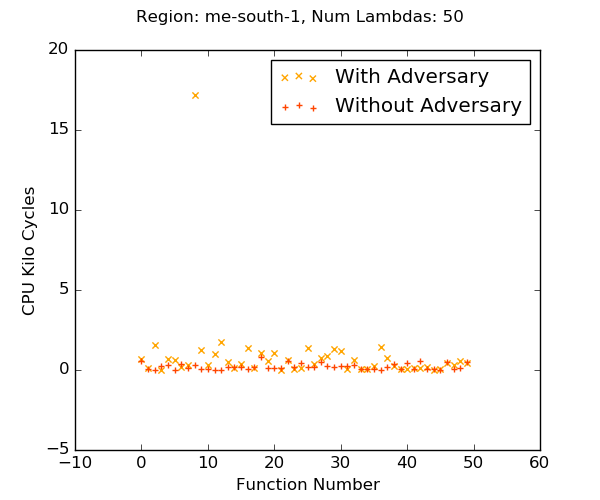 Region: me-south-1, Num Lambdas: 50
20
With Adversary
Without Adversary
15
10
5
0
−5
CPU Kilo Cycles
−10 0 10 20 30 40 50 60
Function Number